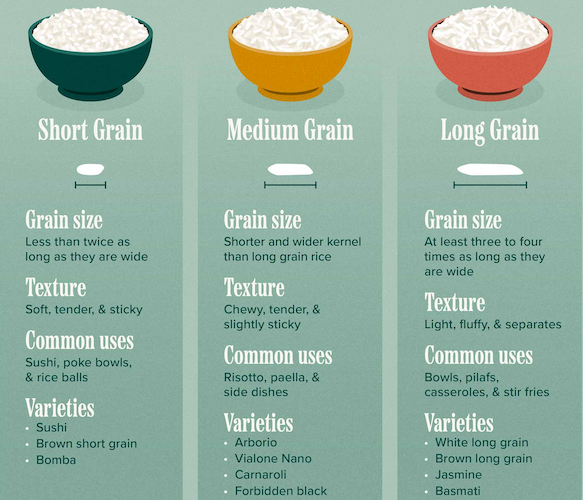 Short Grain
Grain size
Less than twice as
long as they are wide
Texture
Soft, tender, & sticky
Common uses
Sushi, poke bowls,
& rice balls
Varieties
• Sushi
• Brown short grain
• Bomba
Medium Grain
Grain size
Shorter and wider kernel
than long grain rice
Texture
Chewy, tender, &
slightly sticky
Common uses
Risotto, paella, &
side dishes
Varieties
• Arborio
• Vialone Nano
• Carnaroli
• Forbidden black
Long Grain
Grain size
At least three to four
times as long as they
are wide
Texture
Light, fluffy, & separates
Common uses
Bowls, pilafs,
casseroles, & stir fries
Varieties
• White long grain
• Brown long grain
• Jasmine
• Basmati